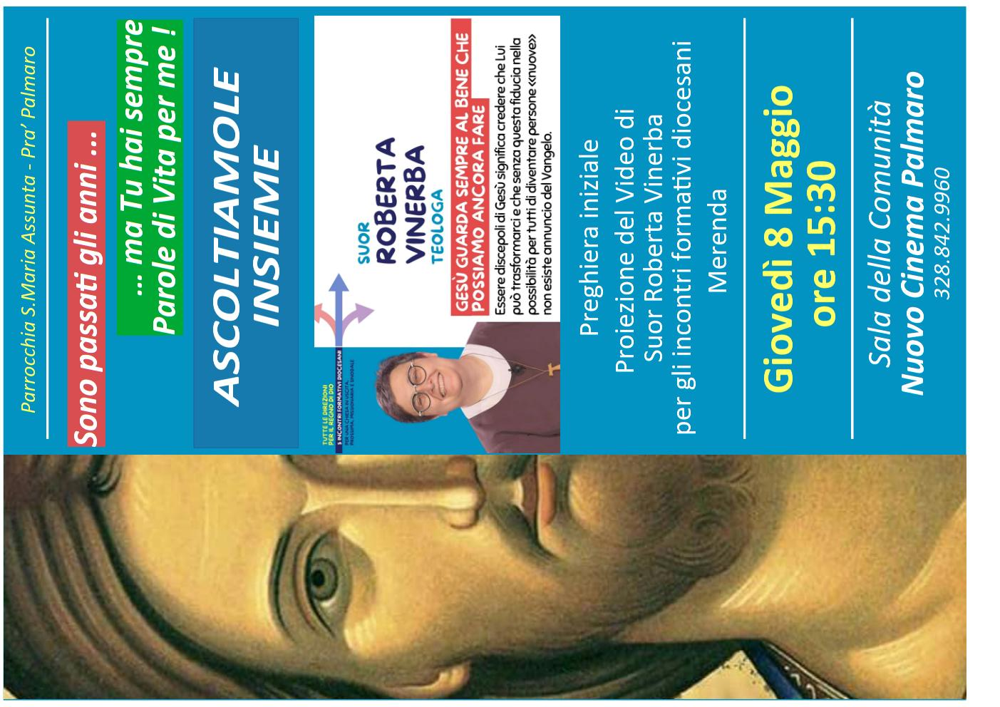 Parrocchia S.Maria Assunta - Pra' Palmaro
Sono passati gli anni ...
... ma Tu hai sempre
Parole di Vita per me !
ASCOLTIAMOLE
INSIEME
TUTTE LE DIREZIONI
PER IL REGNO DI DIO
5 INCONTRI FORMATIVI DIOCESANI
PER UNA CHIESA IN USCITA,
PROSSIMA, MISSIONARIA E SINODALE
SUOR
ROBERTA
VINERBA
TEOLOGA
GESÙ GUARDA SEMPRE AL BENE CHE
POSSIAMO ANCORA FARE
Essere discepoli di Gesù significa credere che Lui
può trasformarci e che senza questa fiducia nella
possibilità per tutti di diventare persone «nuove»
non esiste annuncio del Vangelo.
Preghiera iniziale
Proiezione del Video di
Suor Roberta Vinerba
per gli incontri formativi diocesani
Merenda
Giovedì 8 Maggio
ore 15:30
Sala della Comunità
Nuovo Cinema Palmaro
328.842.9960